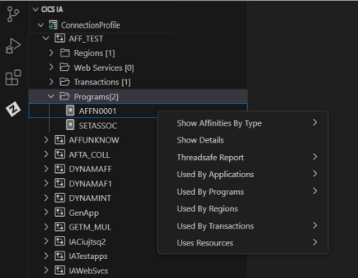 CICS IA
ConnectionProfile
AFF_TEST
Regions [1]
Web Services [0]
Transactions [1]
Programs[2]
AFFN0001
SETASSOC
AFFUNKNOW
AFTA_COLL
DYNAMAFF
DYNAMAF1
DYNAMINT
GenApp
GETM_MUL
IACiujtsq2
IATestapps
IAWebSvcs
Show Affinities By Type
Show Details
Threadsafe Report
Used By Applications
Used By Programs
Used By Regions
Used By Transactions
Uses Resources